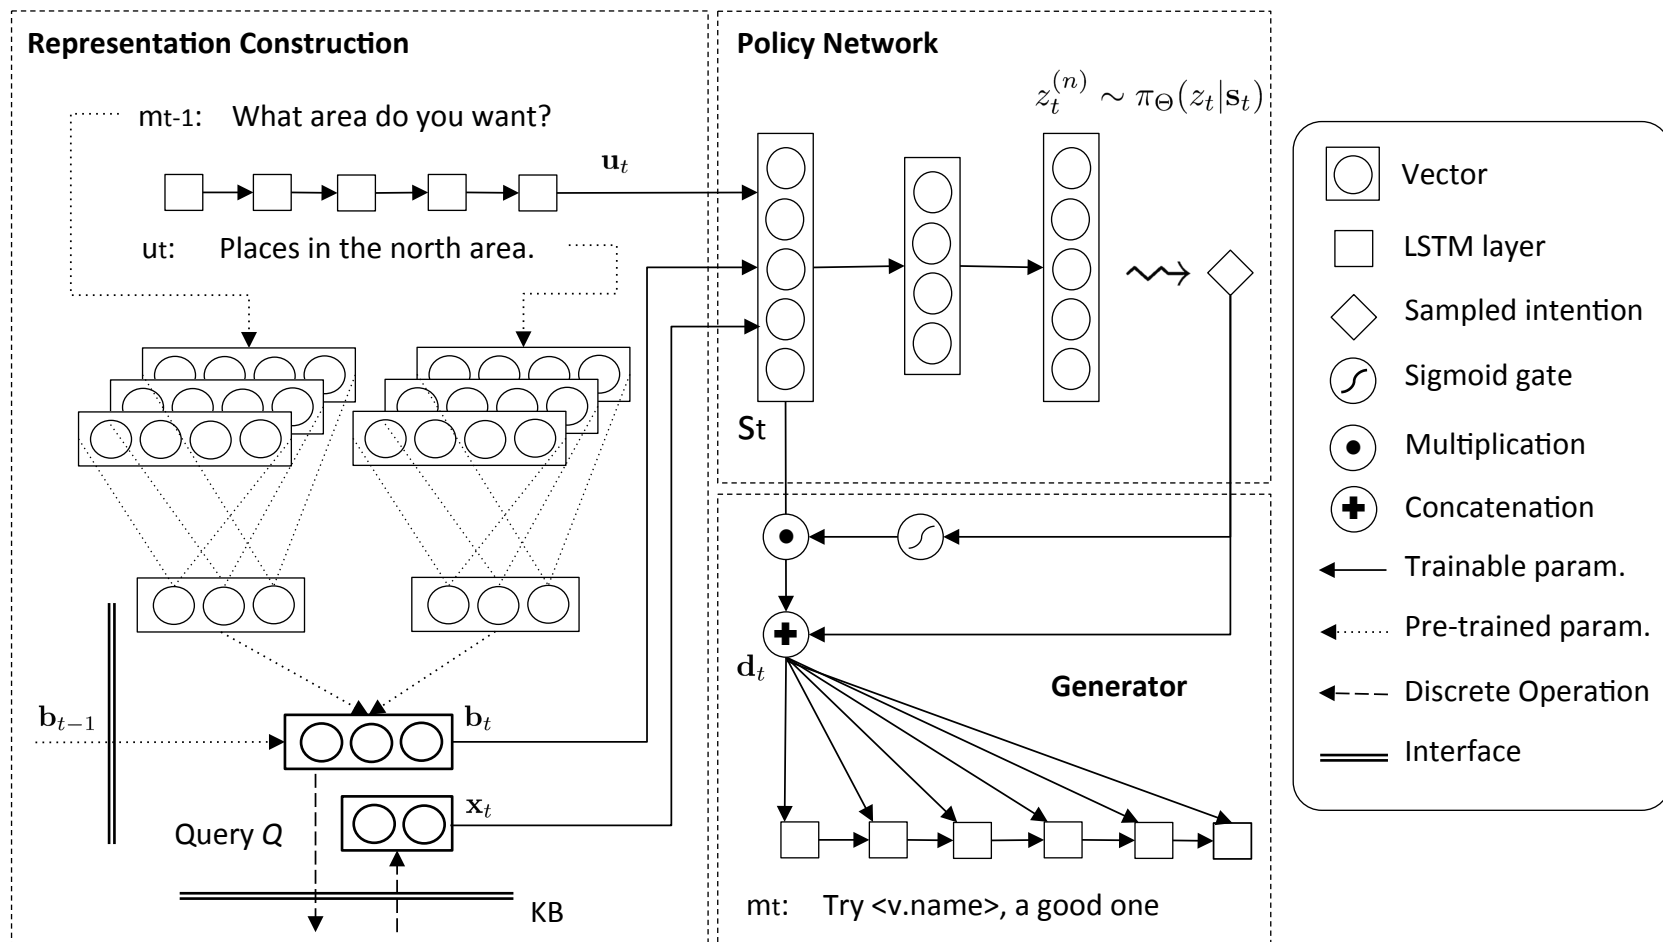 Representation Construction
mt-1: What area do you want?
u_t
ut: Places in the north area.
b_{t-1}
b_t
x_t
Query Q
KB
Policy Network
z_t^{(n)} ∼ π_Θ(z_t|s_t)
St
d_t
Generator
mt: Try <v.name>, a good one
Vector
LSTM layer
Sampled intention
Sigmoid gate
Multiplication
Concatenation
Trainable param.
Pre-trained param.
Discrete Operation
Interface